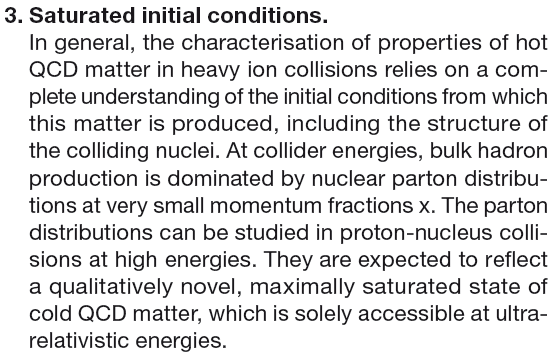 3. Saturated initial conditions.
In general, the characterisation of properties of hot
QCD matter in heavy ion collisions relies on a com-
plete understanding of the initial conditions from which
this matter is produced, including the structure of
the colliding nuclei. At collider energies, bulk hadron
production is dominated by nuclear parton distribu-
tions at very small momentum fractions x. The parton
distributions can be studied in proton-nucleus colli-
sions at high energies. They are expected to reflect
a qualitatively novel, maximally saturated state of
cold QCD matter, which is solely accessible at ultra-
relativistic energies.